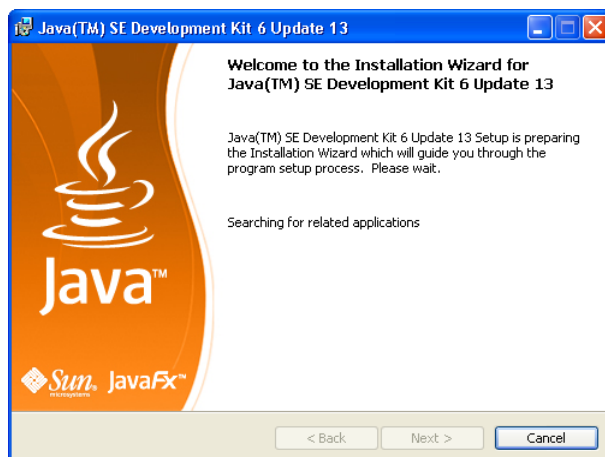 Java(TM) SE Development Kit 6 Update 13
Welcome to the Installation Wizard for
Java(TM) SE Development Kit 6 Update 13
Java(TM) SE Development Kit 6 Update 13 Setup is preparing
the Installation Wizard which will guide you through the
program setup process.  Please wait.
Searching for related applications
Java™
Sun® JavaFX™
microsystems
< Back Next > Cancel